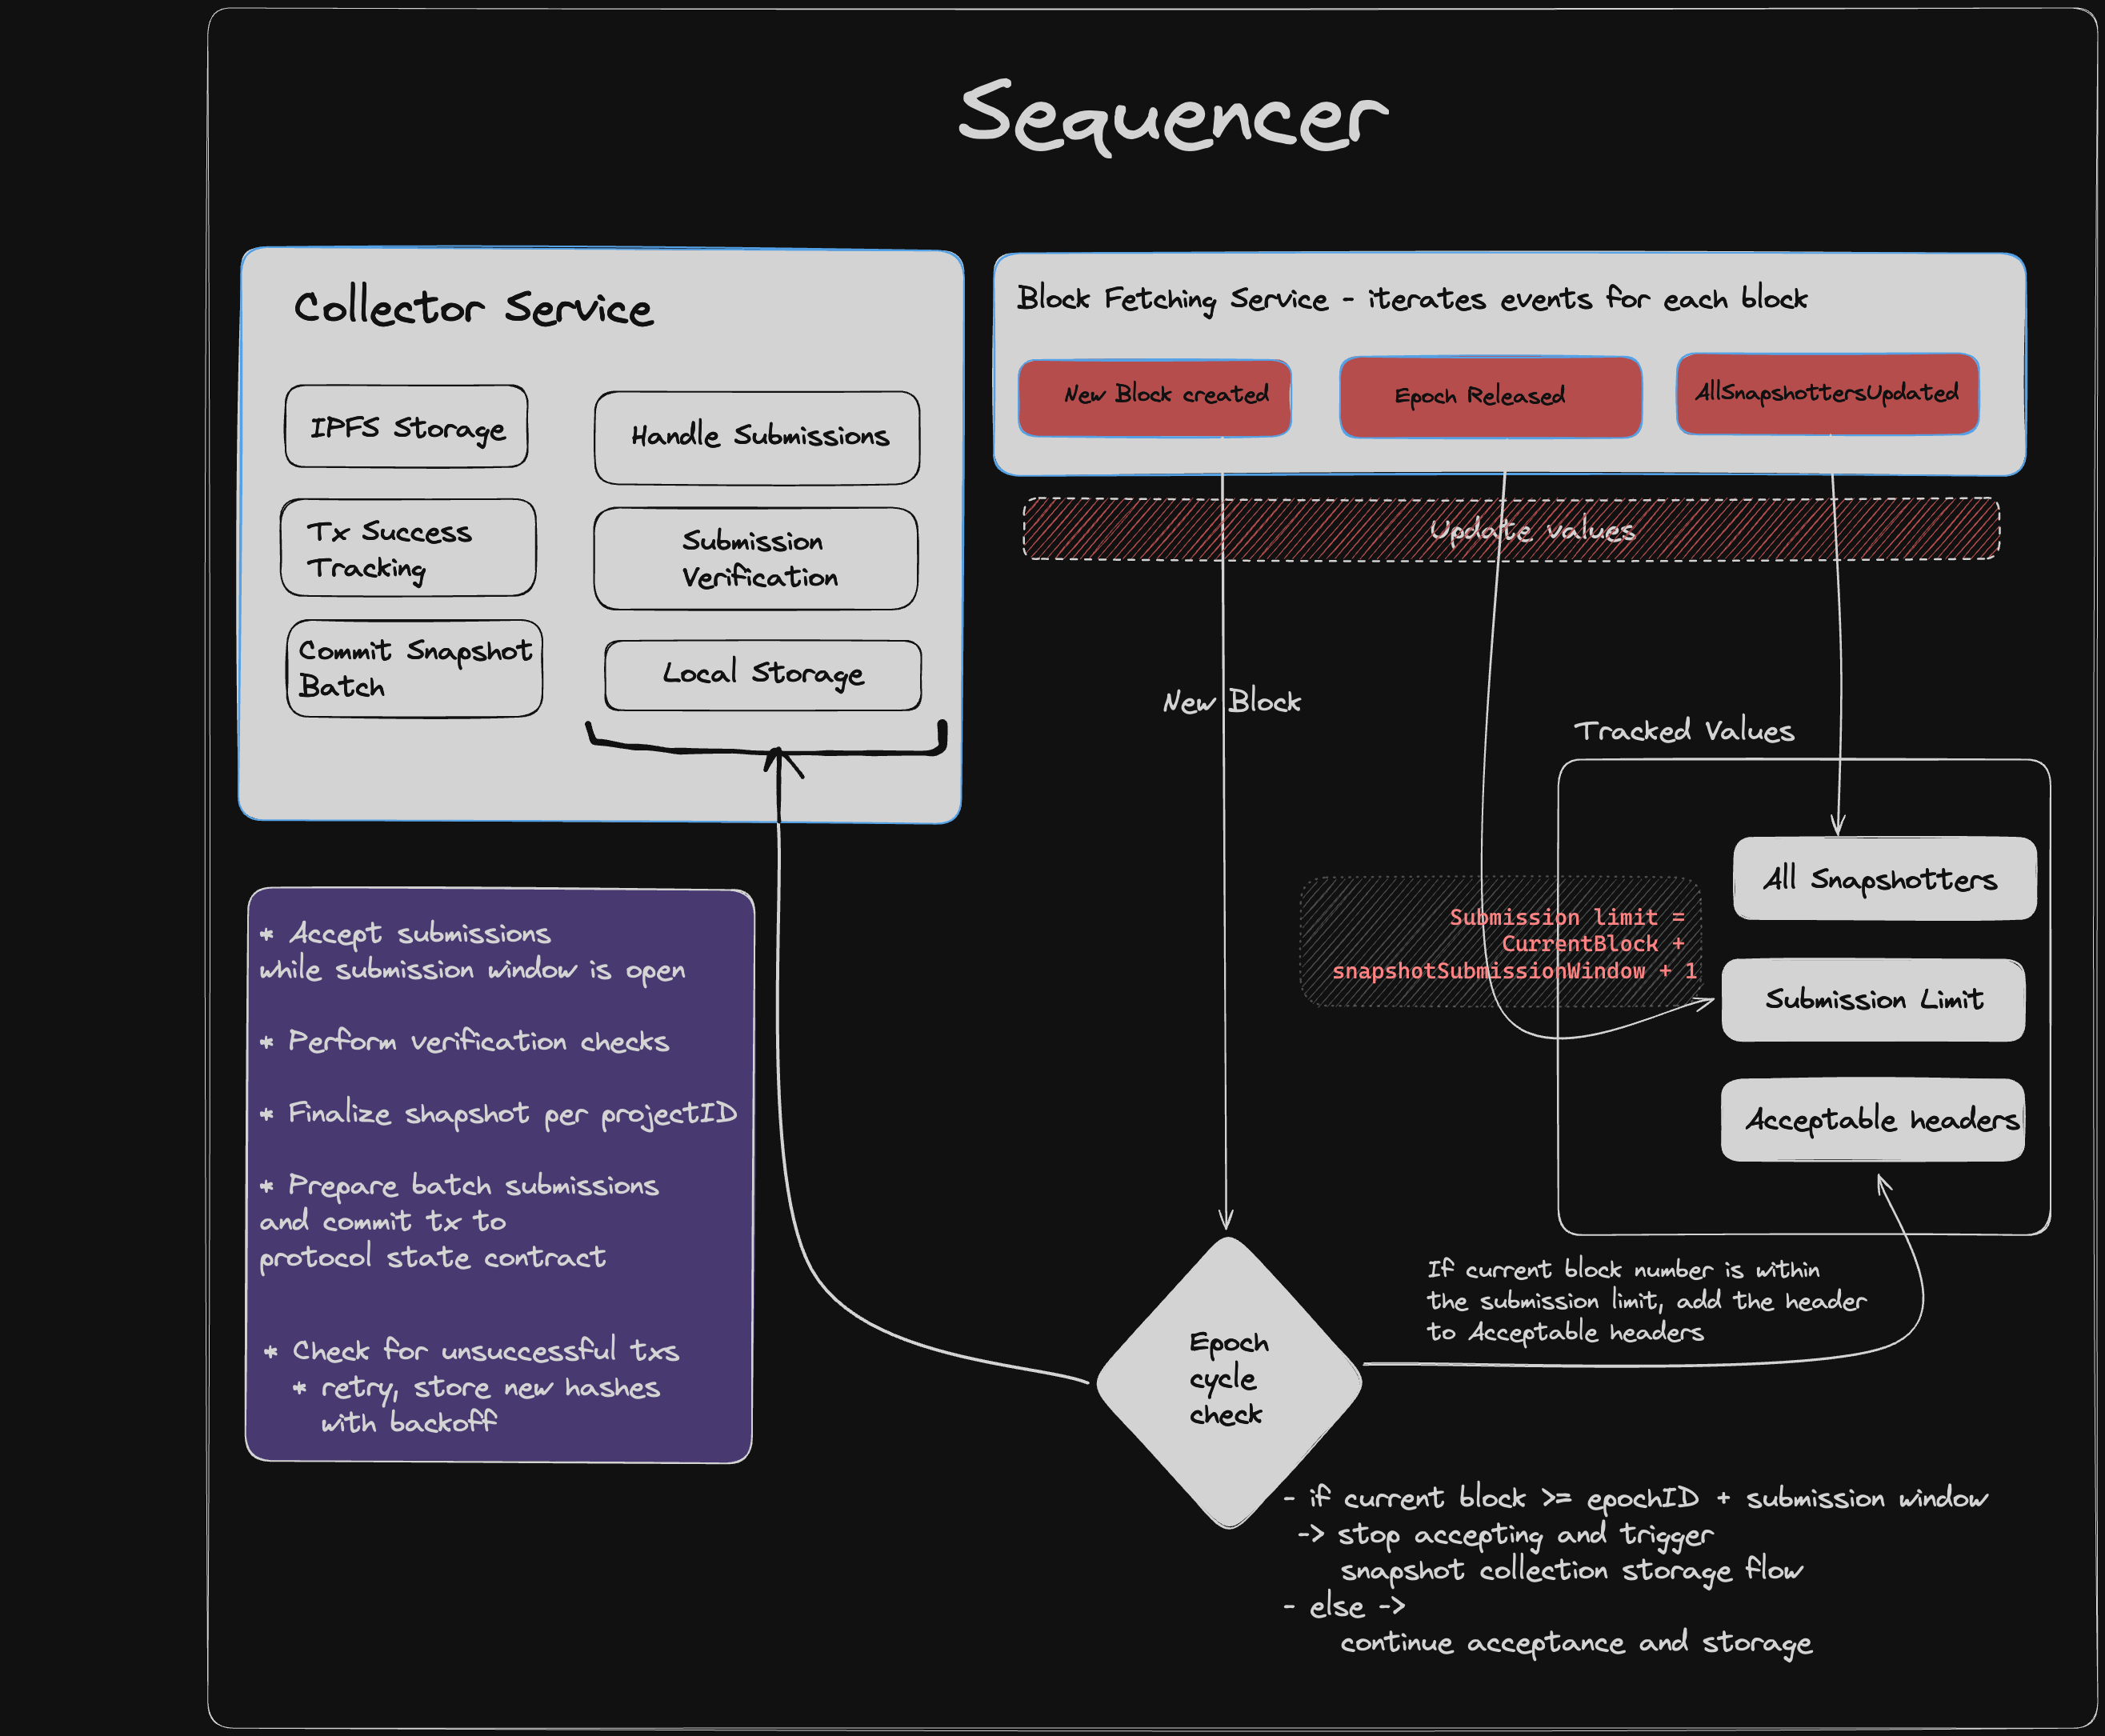 Sequencer
Collector Service
IPFS Storage
Handle Submissions
Tx Success
Tracking
Submission
Verification
Commit Snapshot
Batch
Local Storage
Block Fetching Service - iterates events for each block
New Block created
Epoch Released
AllSnapshottersUpdated
Update values
New Block
Tracked Values
All Snapshotters
Submission limit =
CurrentBlock +
snapshotSubmissionWindow + 1
Submission Limit
Acceptable headers
* Accept submissions
while submission window is open
* Perform verification checks
* Finalize shapshot per projectID
* Prepare batch submissions
and commit tx to
protocol state contract
* Check for unsuccessful txs
* retry, store new hashes
with backoff
If current block number is within
the submission limit, add the header
to Acceptable headers
Epoch
cycle
check
- if current block >= epochID + submission window
-> stop accepting and trigger
snapshot collection storage flow
- else ->
continue acceptance and storage